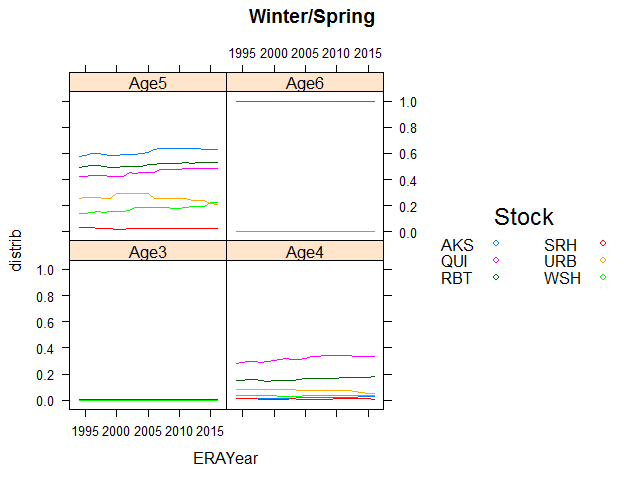 Winter/Spring
1995 2000 2005 2010 2015
Age5 Age6
1.0
0.8
0.6
0.4
0.2
0.0
distrib
Age3 Age4
1.0
0.8
0.6
0.4
0.2
0.0
1995 2000 2005 2010 2015
ERAYear
Stock
AKS SRH
QUI URB
RBT WSH